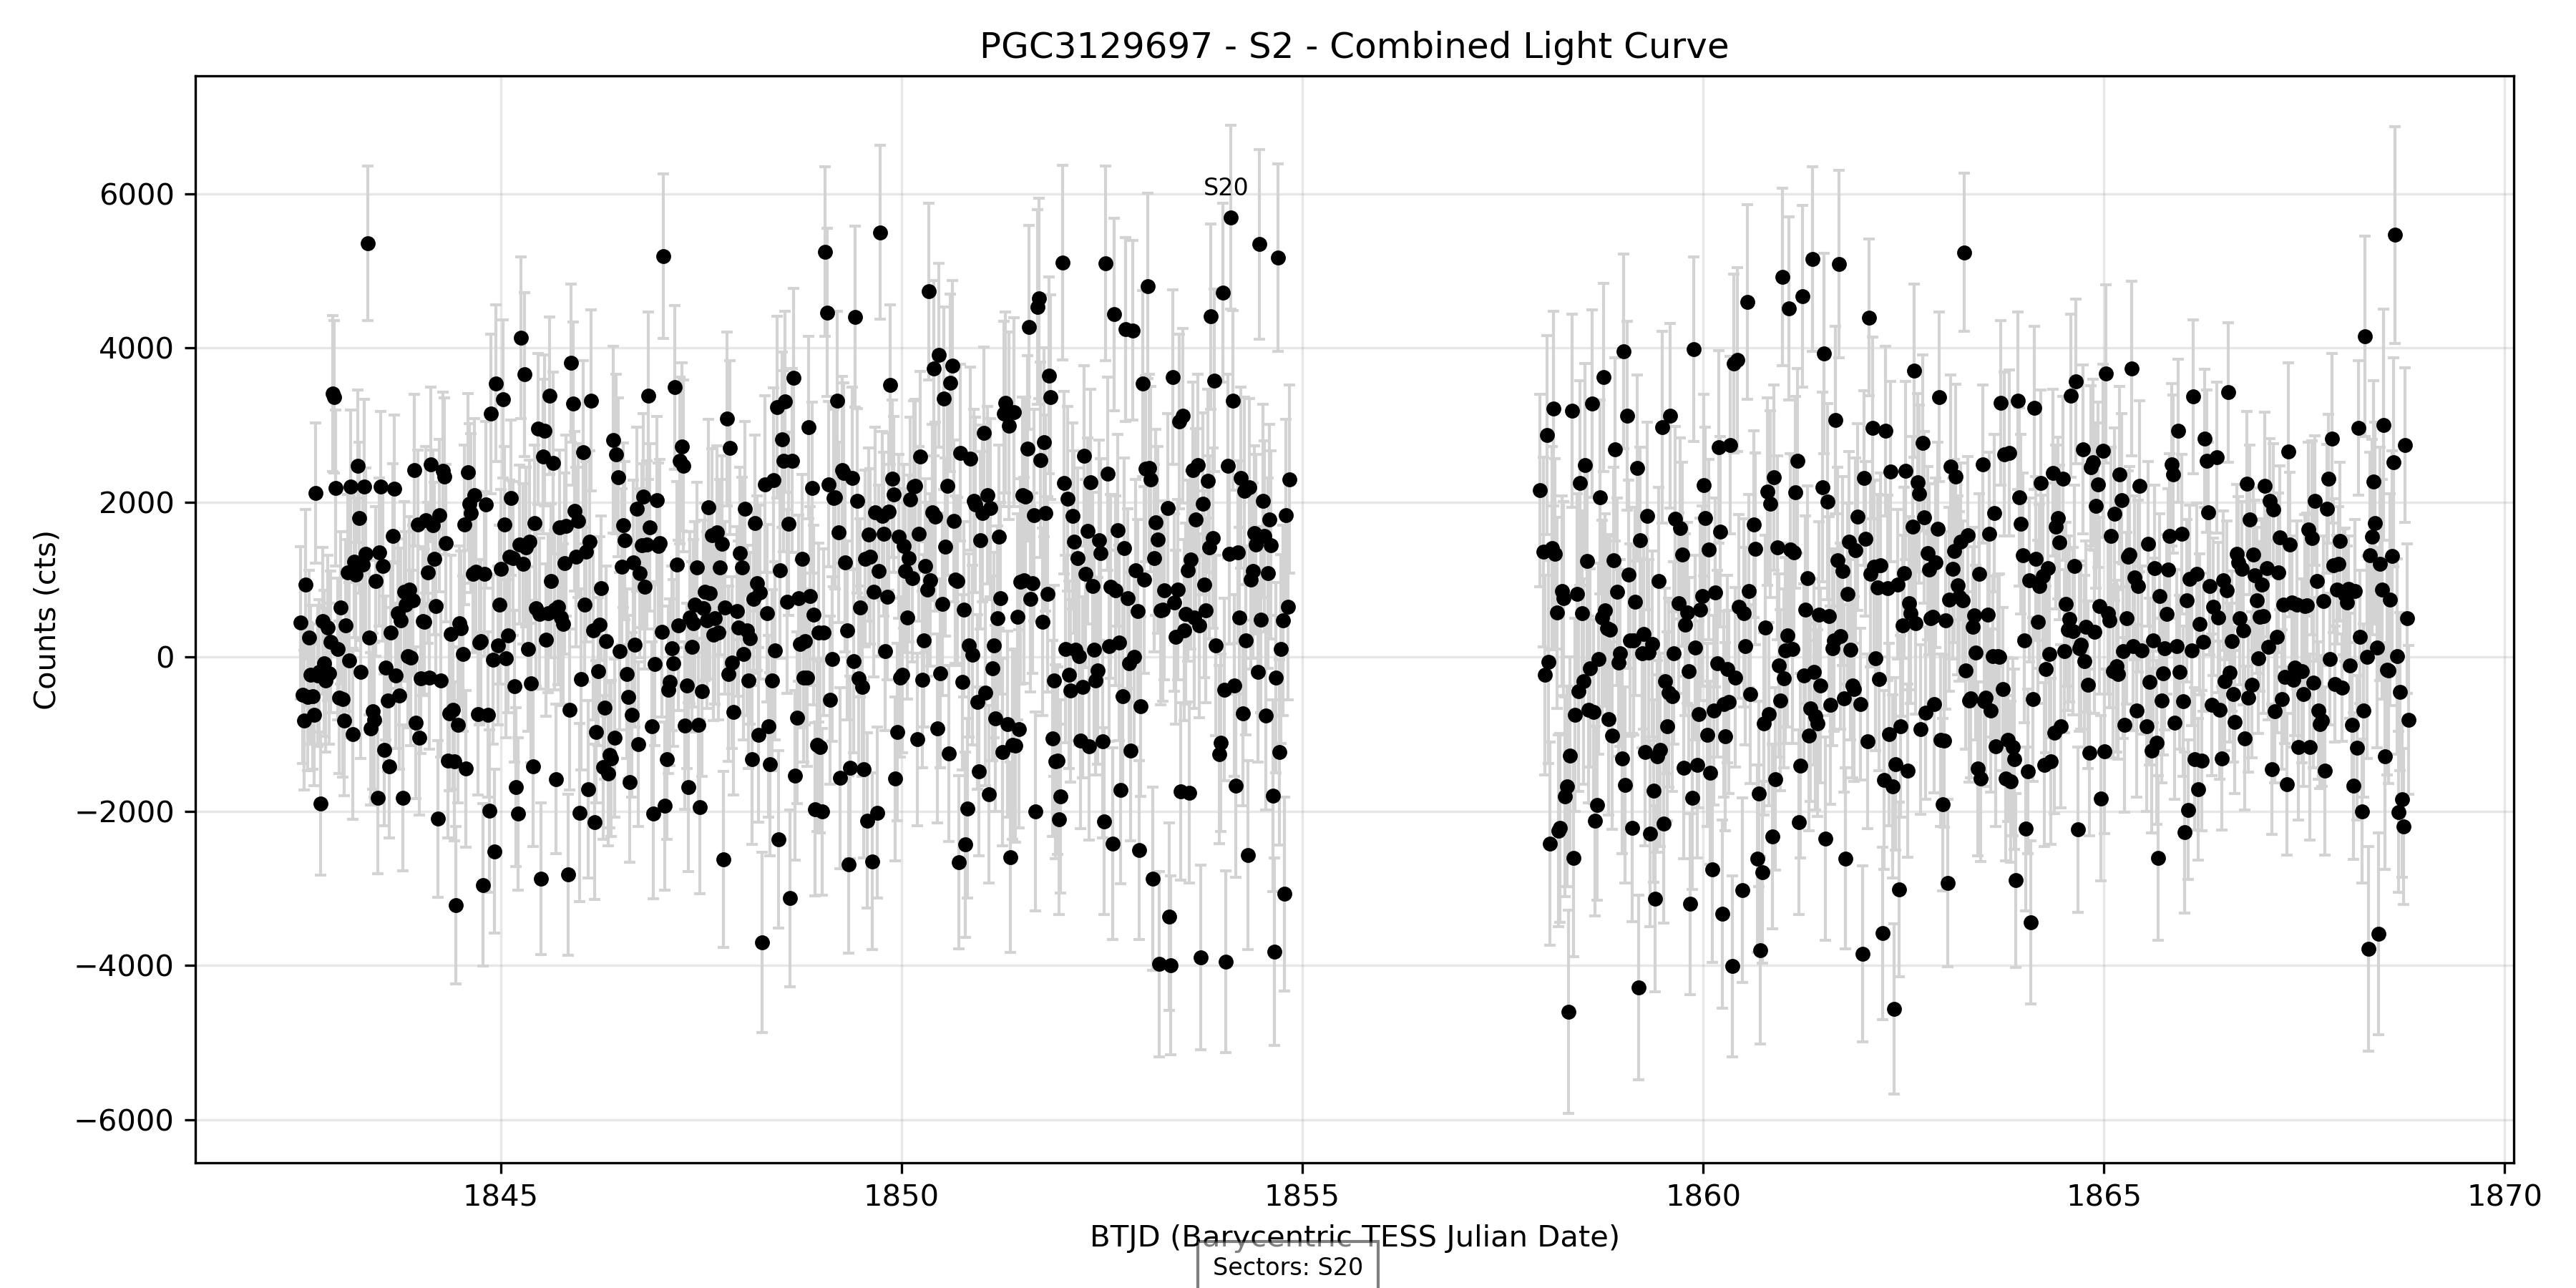 PGC3129697 - S2 - Combined Light Curve
S20
Counts (cts)
6000
4000
2000
0
−2000
−4000
−6000
1845
1850
1855
1860
1865
1870
BTJD (Barycentric TESS Julian Date)
Sectors: S20